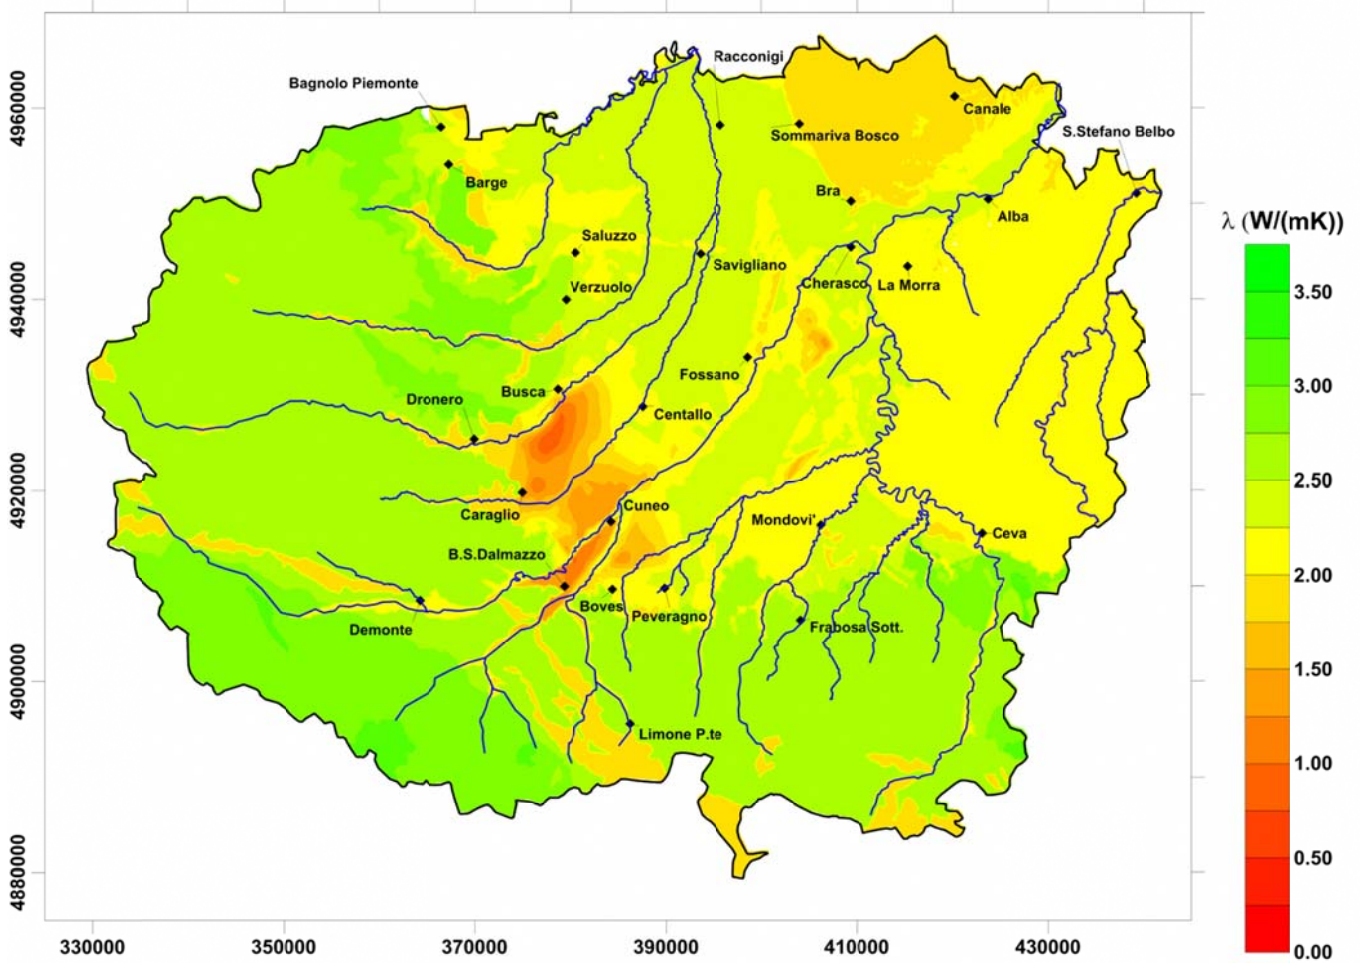 Racconigi
Bagnolo Piemonte
Canale
Sommariva Bosco
S.Stefano Belbo
Barge
Bra
Alba
Saluzzo
Savigliano
Cherasco
La Morra
Verzuolo
Fossano
Busca
Dronero
Centallo
Caraglio
Cuneo
Mondovi'
Ceva
B.S.Dalmazzo
Boves
Peveragno
Demonte
Frabosa Sott.
Limone P.te
4960000
4940000
4920000
4900000
4880000
330000 350000 370000 390000 410000 430000
λ (W/(mK)
3.50
3.00
2.50
2.00
1.50
1.00
0.50
0.00